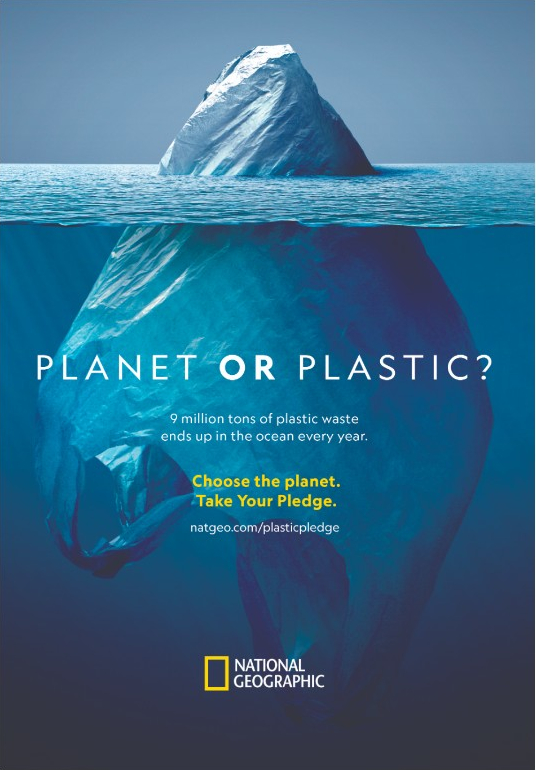 PLANET OR PLASTIC?
9 million tons of plastic waste
ends up in the ocean every year.
Choose the planet.
Take Your Pledge.
natgeo.com/plasticpledge
NATIONAL
GEOGRAPHIC